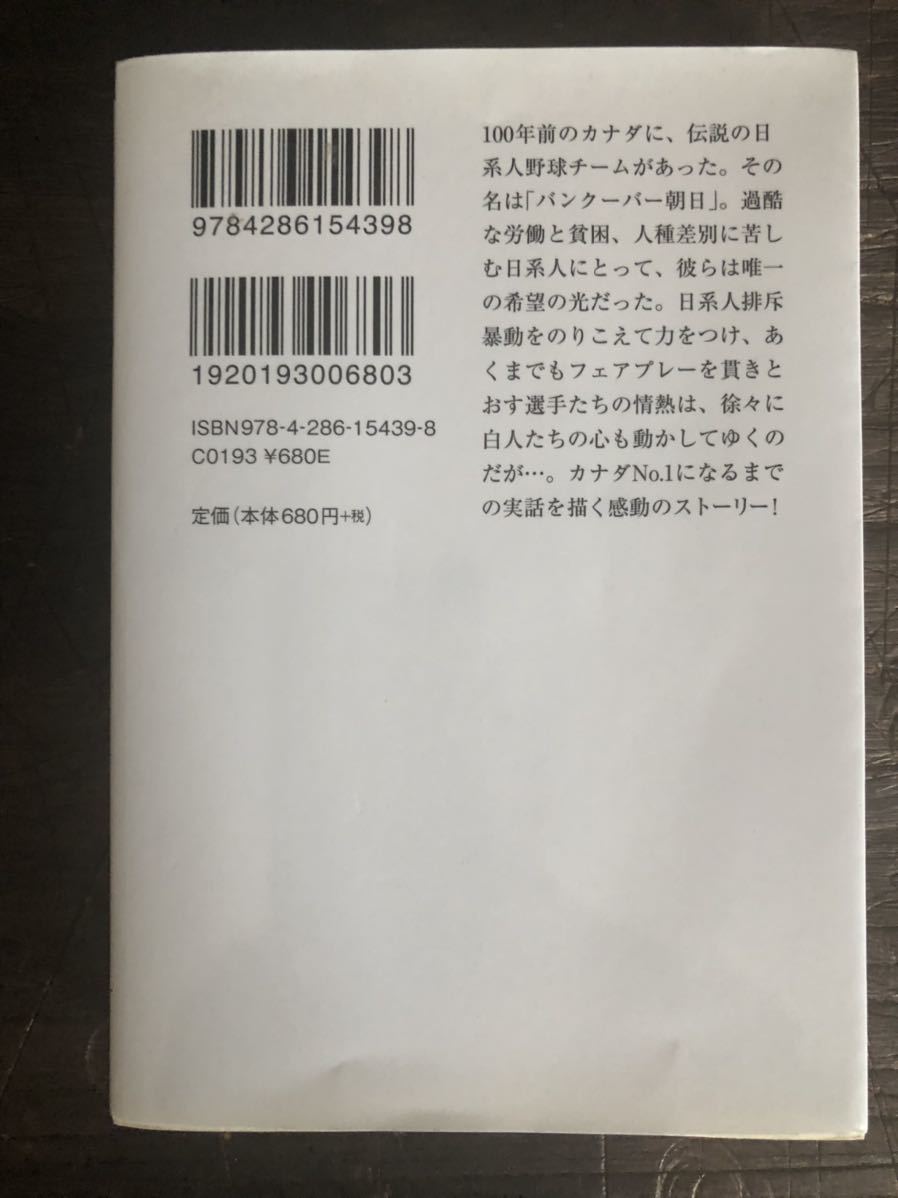 9784286154398
1920193006803
ISBN978-4-286-15439-8
C0193 ¥680E
定価(本体680円+税)
100年前のカナダに、伝説の日
系人野球チームがあった。その
名は「バンクーバー朝日」。過酷
な労働と貧困、人種差別に苦し
む日系人にとって、彼らは唯一
の希望の光だった。日系人排斥
暴動をのりこえて力をつけ、あ
くまでもフェアプレーを貫きと
おす選手たちの情熱は、徐々に
白人たちの心も動かしてゆくの
だが…。カナダNo.1になるまで
の実話を描く感動のストーリー!